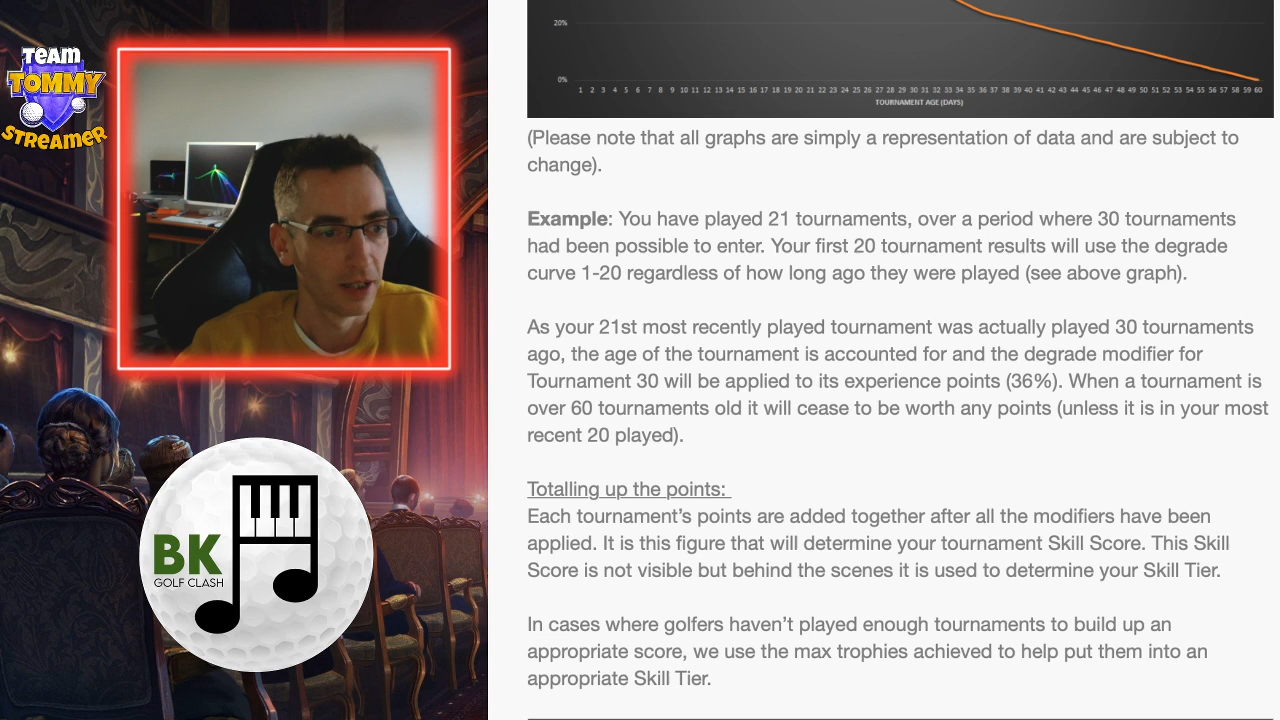 TEAM
TOMMY
STREAMER
BK
GOLF CLASH
20%
0%
1 2 3 4 5 6 7 8 9 10 11 12 13 14 15 16 17 18 19 20 21 22 23 24 25 26 27 28 29 30 31 32 33 34 35 36 37 38 39 40 41 42 43 44 45 46 47 48 49 50 51 52 53 54 55 56 57 58 59 60
TOURNAMENT AGE (DAYS)
(Please note that all graphs are simply a representation of data and are subject to
change).
Example: You have played 21 tournaments, over a period where 30 tournaments
had been possible to enter. Your first 20 tournament results will use the degrade
curve 1-20 regardless of how long ago they were played (see above graph).
As your 21st most recently played tournament was actually played 30 tournaments
ago, the age of the tournament is accounted for and the degrade modifier for
Tournament 30 will be applied to its experience points (36%). When a tournament is
over 60 tournaments old it will cease to be worth any points (unless it is in your most
recent 20 played).
Totalling up the points:
Each tournament’s points are added together after all the modifiers have been
applied. It is this figure that will determine your tournament Skill Score. This Skill
Score is not visible but behind the scenes it is used to determine your Skill Tier.
In cases where golfers haven’t played enough tournaments to build up an
appropriate score, we use the max trophies achieved to help put them into an
appropriate Skill Tier.